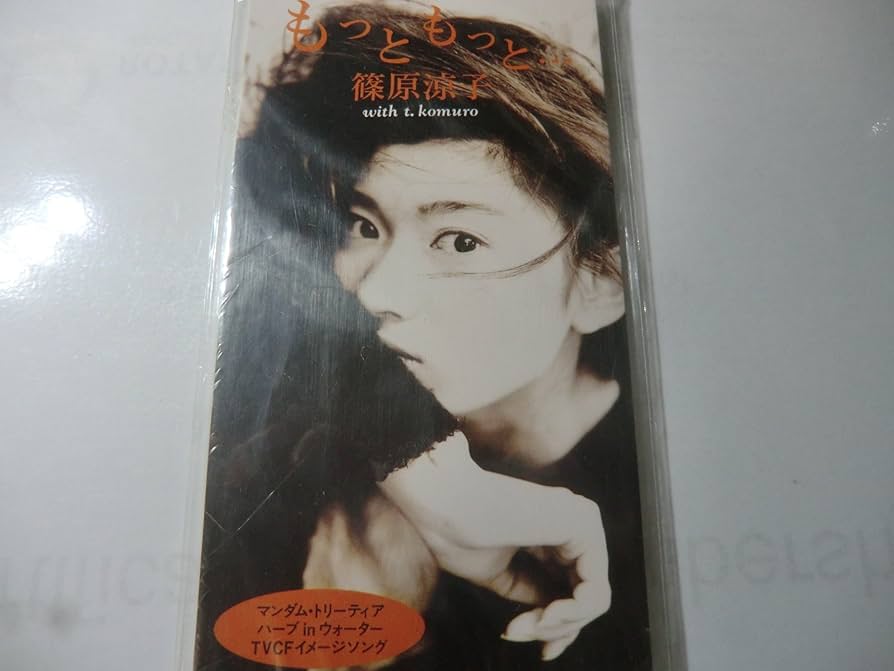 もっともっと…
篠原涼子
with t. komuro
マンダム・トリーティア
ハーブ in ウォーター
TVCFイメージソング